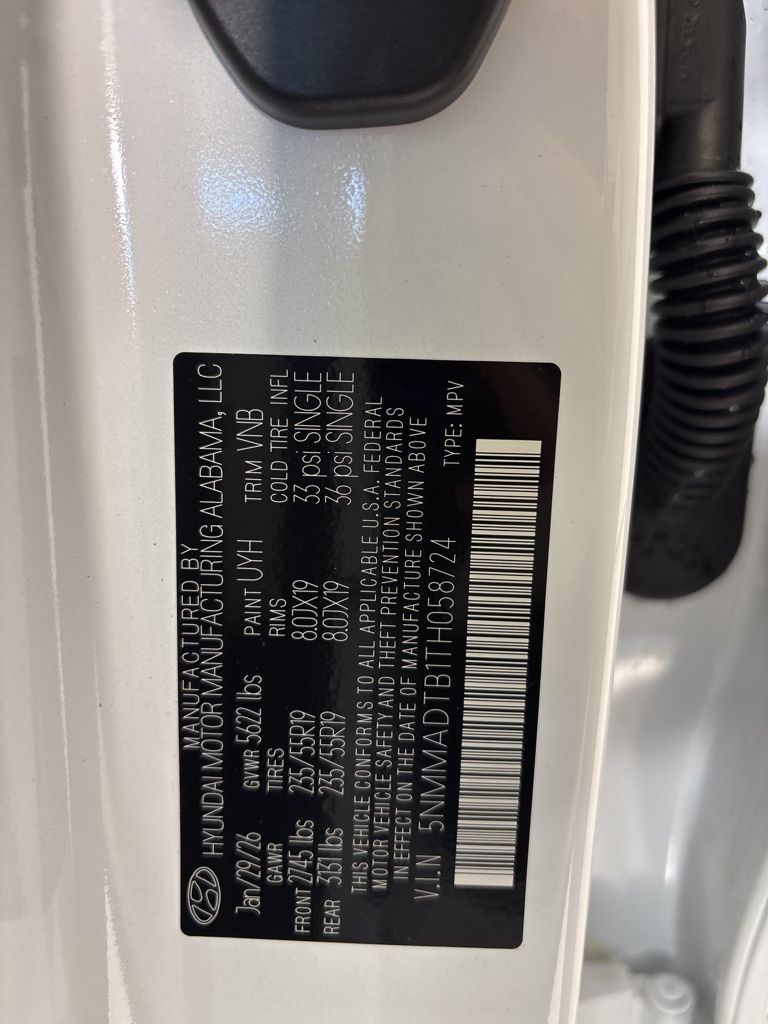 MANUFACTURED BY
HYUNDAI MOTOR MANUFACTURING ALABAMA, LLC
Jan/29/26 GVWR 5622 lbs PAINT UYH TRIM VNB
GAWR TIRES RIMS COLD TIRE INFL
FRONT 2745 lbs 235/55R19 8.0JX19 33 psi SINGLE
REAR 3131 lbs 235/55R19 8.0JX19 36 psi SINGLE
THIS VEHICLE CONFORMS TO ALL APPLICABLE U.S.A. FEDERAL
MOTOR VEHICLE SAFETY AND THEFT PREVENTION STANDARDS
IN EFFECT ON THE DATE OF MANUFACTURE SHOWN ABOVE
V.I.N 5NMMADTB1TH058724 TYPE: MPV